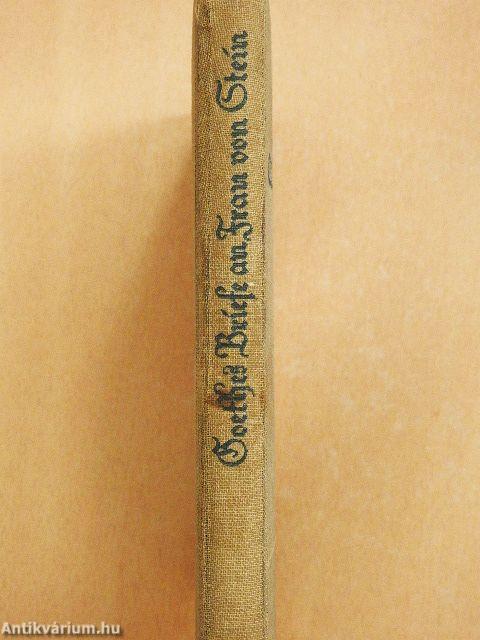 Goethes Briefe an Frau von Stein
Antikvárium.hu